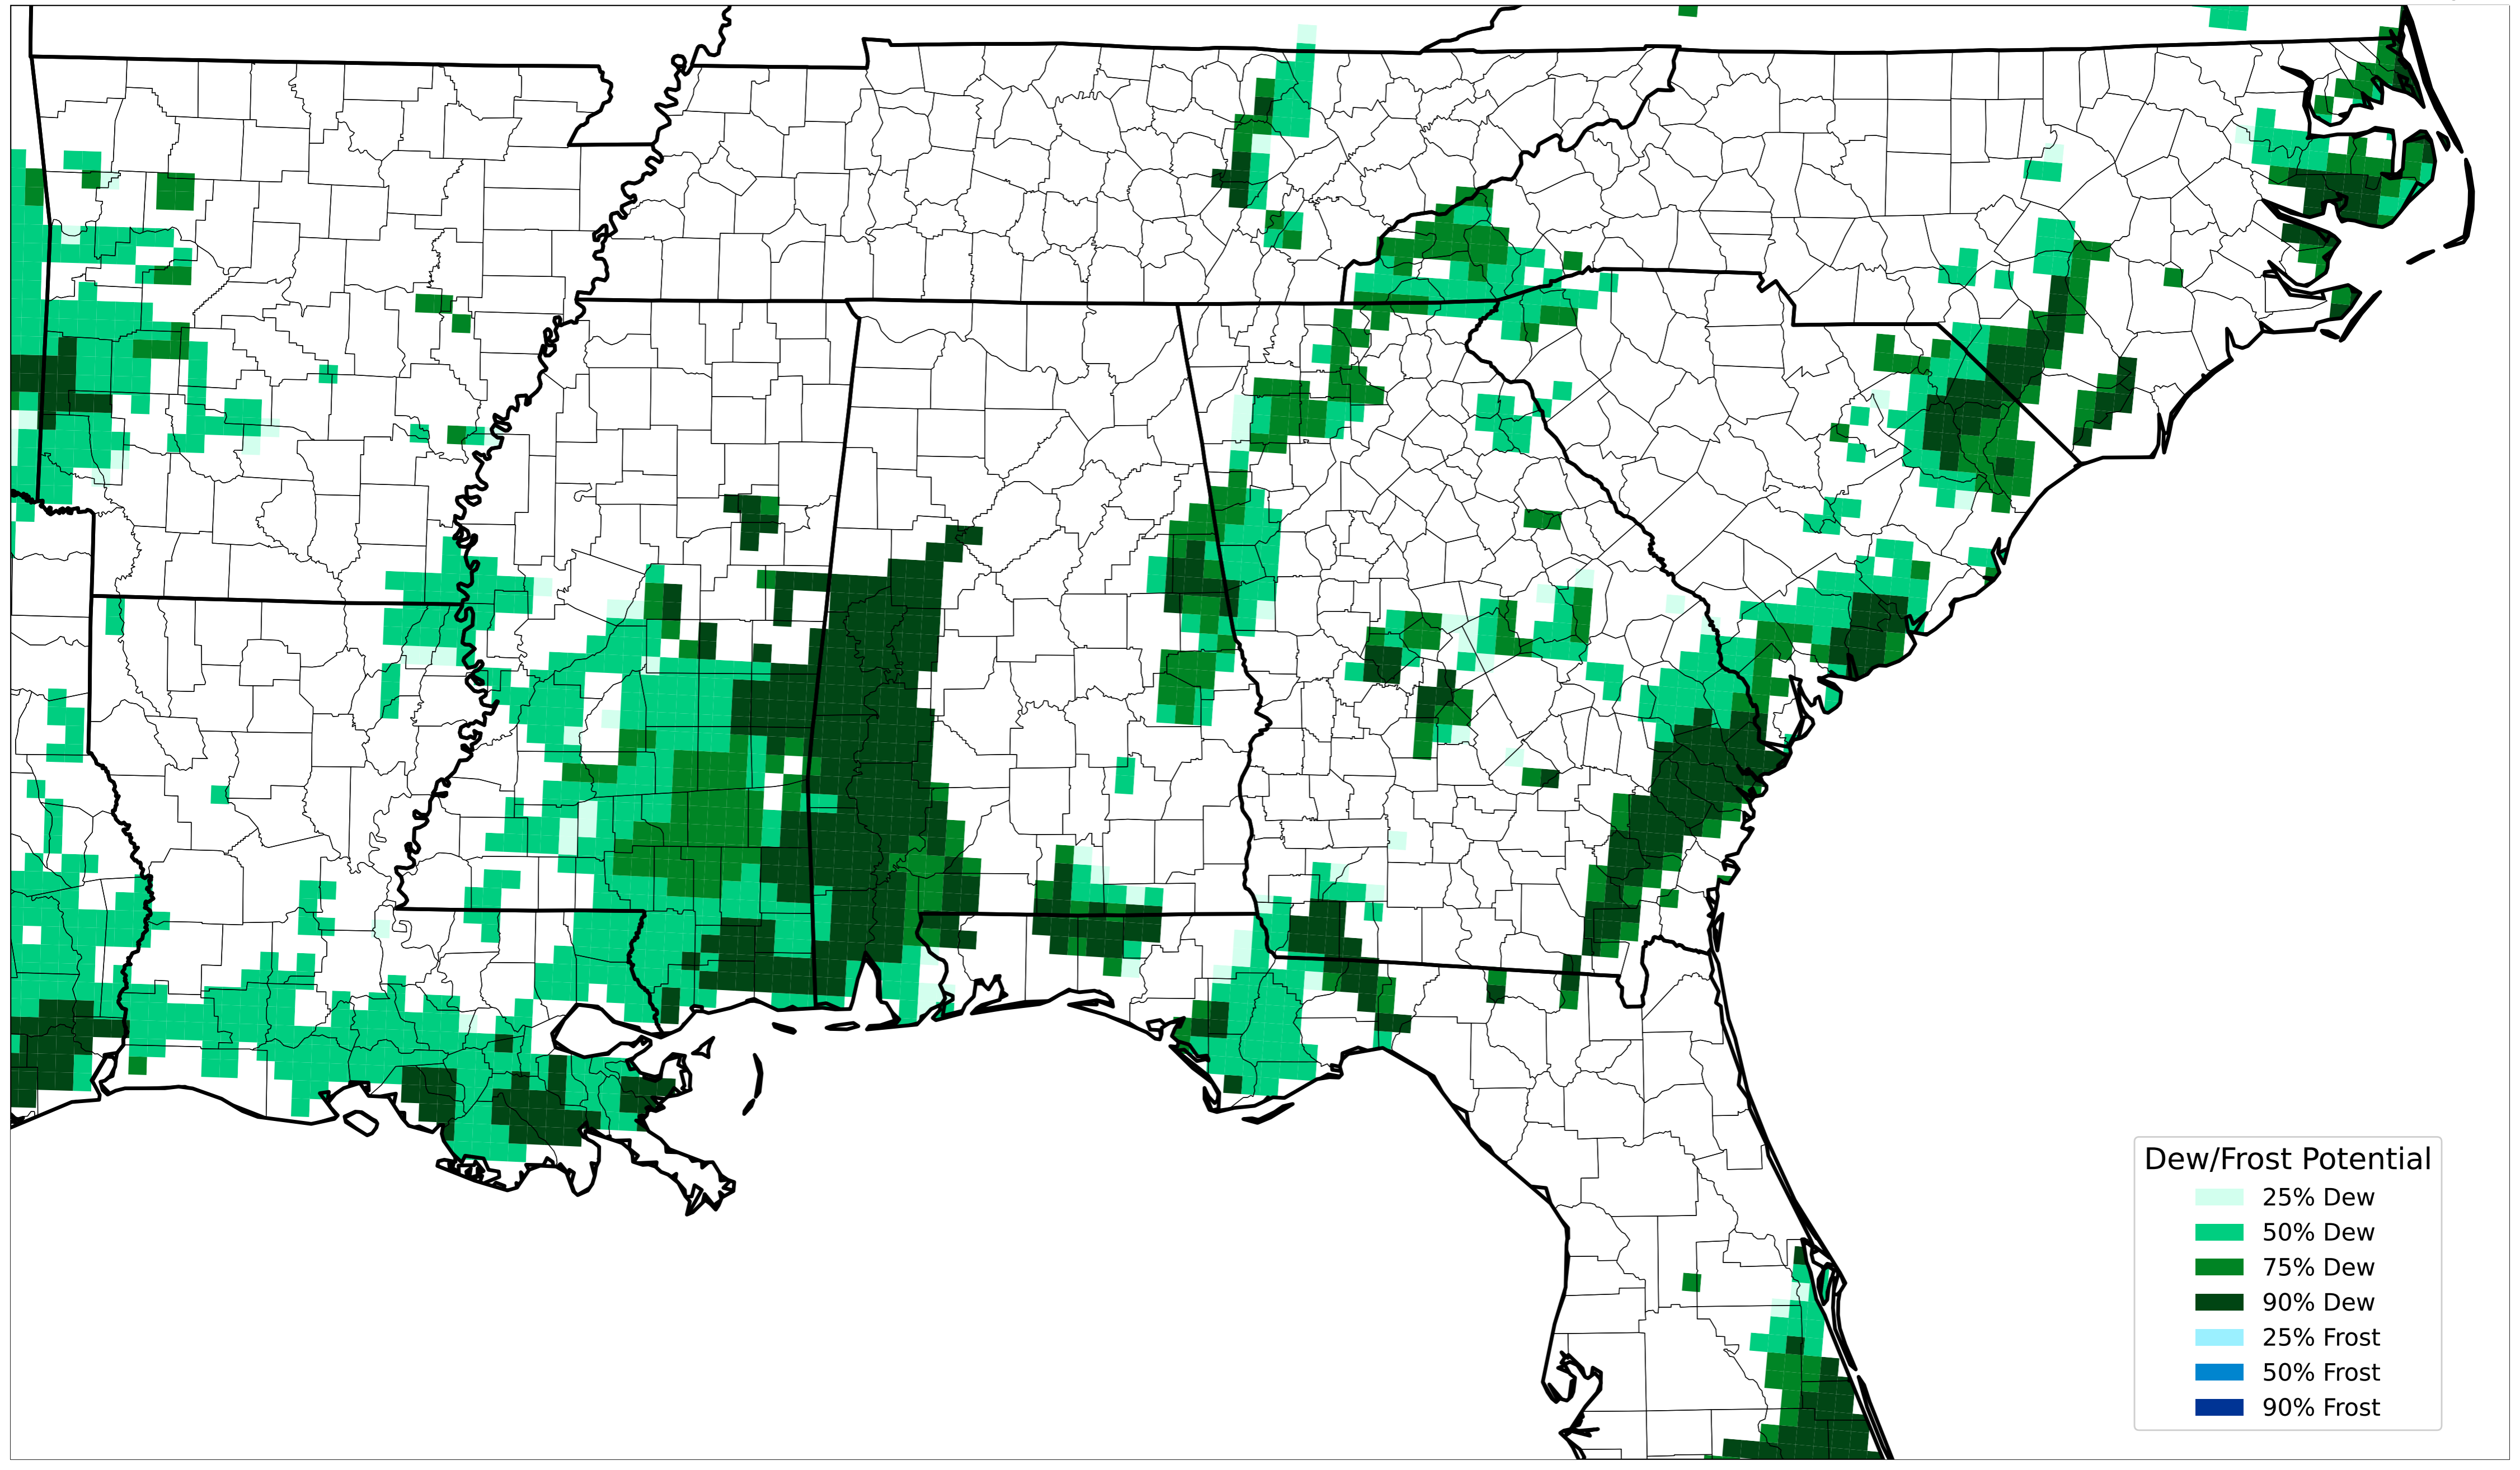 Dew/Frost Potential
25% Dew
50% Dew
75% Dew
90% Dew
25% Frost
50% Frost
90% Frost